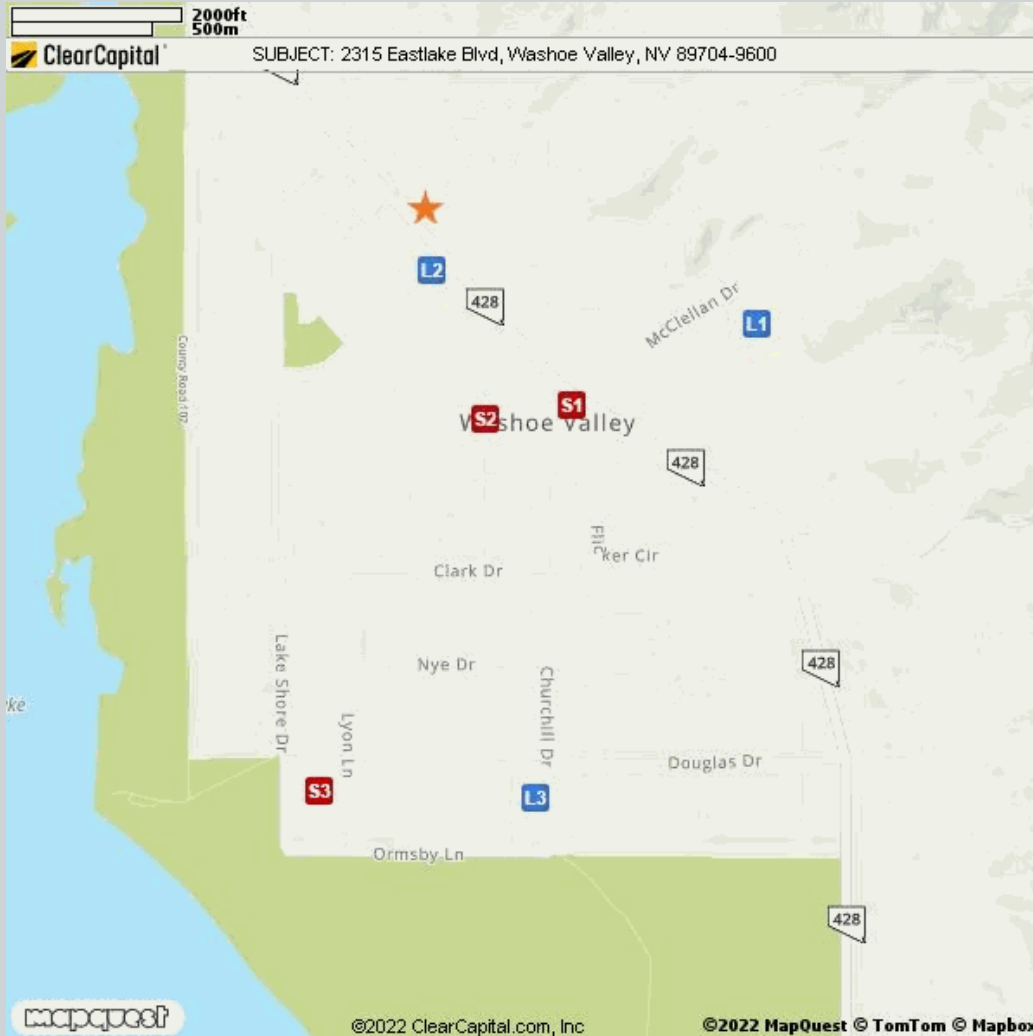 2000ft
500m
ClearCapital
SUBJECT: 2315 Eastlake Blvd, Washoe Valley, NV 89704-9600
L2
428
McClellan Dr
L1
County Road 107
S1
S2
Washoe Valley
428
Flicker Cir
Clark Dr
Lake Shore Dr
Nye Dr
428
Churchill Dr
ke
Lyon Ln
Douglas Dr
S3
L3
Ormsby Ln
428
mapquest
©2022 ClearCapital.com, Inc
©2022 MapQuest © TomTom © Mapbox